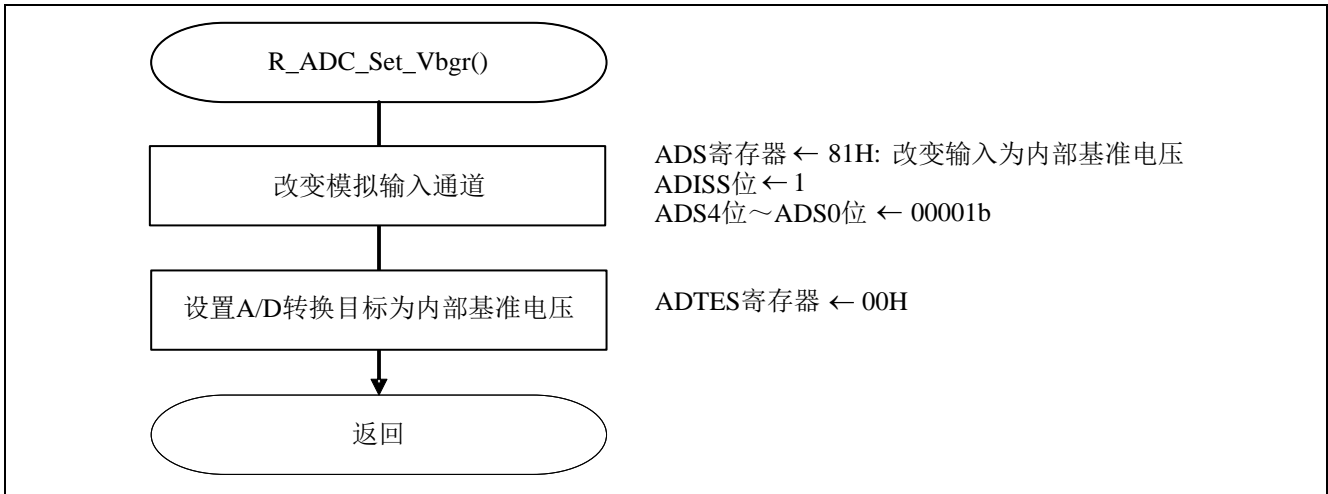 R_ADC_Set_Vbgr()
改变模拟输入通道
ADS寄存器 ← 81H: 改变输入为内部基准电压
ADISS位 ← 1
ADS4位～ADS0位 ← 00001b
设置A/D转换目标为内部基准电压
ADTES寄存器 ← 00H
返回